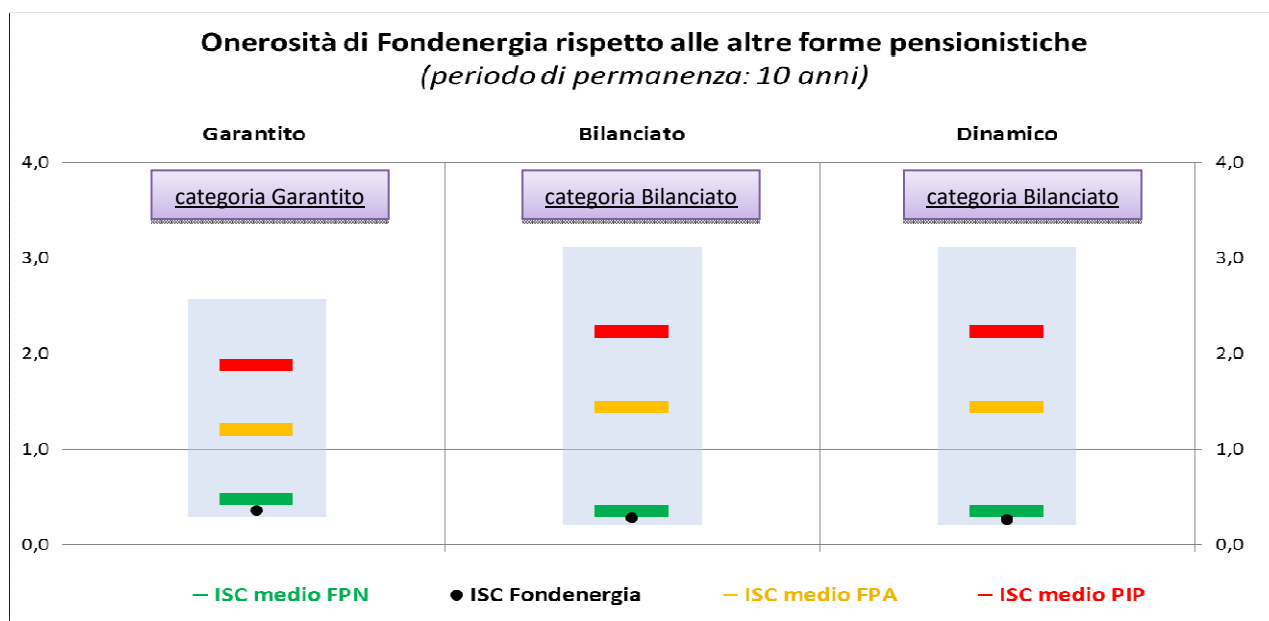 Onerosità di Fondenergia rispetto alle altre forme pensionistiche
(periodo di permanenza: 10 anni)
Garantito Bilanciato Dinamico
4,0 4,0
categoria Garantito categoria Bilanciato categoria Bilanciato
3,0 3,0
2,0 2,0
1,0 1,0
0,0 0,0
ISC medio FPN ISC Fondenergia ISC medio FPA ISC medio PIP